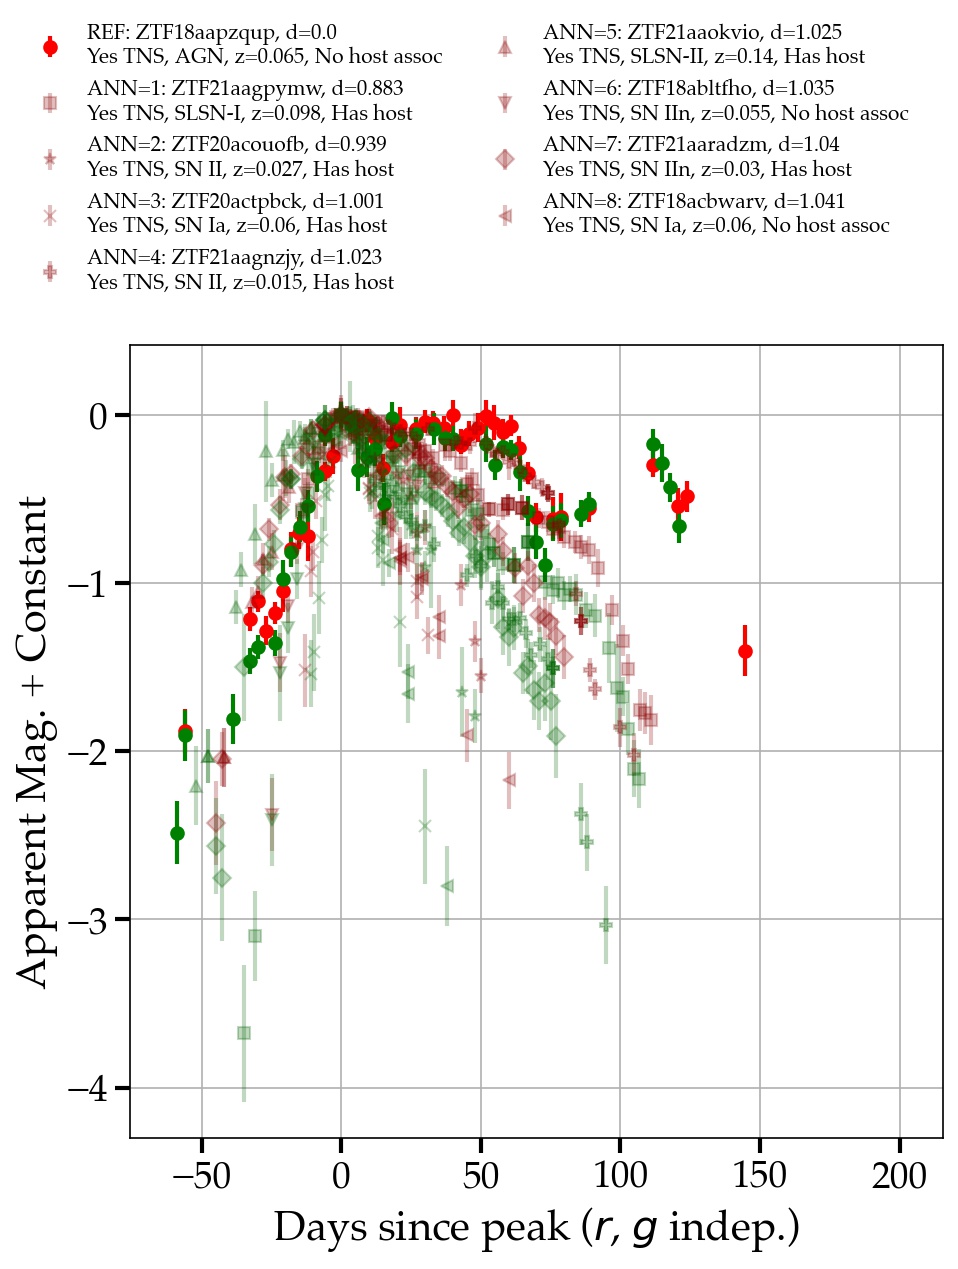 REF: ZTF18aapzqup, d=0.0
Yes TNS, AGN, z=0.065, No host assoc
ANN=1: ZTF21aagpymw, d=0.883
Yes TNS, SLSN-I, z=0.098, Has host
ANN=2: ZTF20acouofb, d=0.939
Yes TNS, SN II, z=0.027, Has host
ANN=3: ZTF20actpbck, d=1.001
Yes TNS, SN Ia, z=0.06, Has host
ANN=4: ZTF21aagnzjy, d=1.023
Yes TNS, SN II, z=0.015, Has host
ANN=5: ZTF21aaokvio, d=1.025
Yes TNS, SLSN-II, z=0.14, Has host
ANN=6: ZTF18abltfho, d=1.035
Yes TNS, SN IIn, z=0.055, No host assoc
ANN=7: ZTF21aaradzm, d=1.04
Yes TNS, SN IIn, z=0.03, Has host
ANN=8: ZTF18acbwarv, d=1.041
Yes TNS, SN Ia, z=0.06, No host assoc
Apparent Mag. + Constant
0
−1
−2
−3
−4
−50
0
50
100
150
200
Days since peak (r, g indep.)